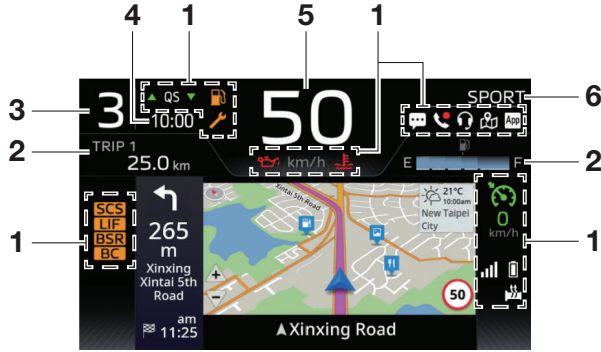 1 5 1
4
QS
3 3 10:00 50 SPORT 6
App
2 TRIP 1 E F 2
25.0 km km/h
Xintai 5th Road
21°C
10:00am
New Taipei
City
1 SCS
LIF
BSR
BC
265
m
Xinxing
Xintai 5th
Road
am
11:25
+
−
50
Xinxing Road
0
km/h
1